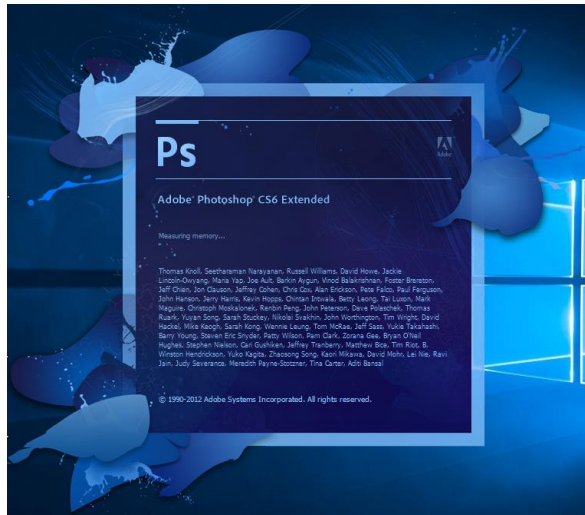 Ps
Adobe
Adobe® Photoshop® CS6 Extended
Measuring memory...
Thomas Knoll, Seetharaman Narayanan, Russell Williams, David Howe, Jackie
Lincoln-Owyang, Maria Yap, Joe Ault, Barkin Aygun, Vinod Balakrishnan, Foster Brereton,
Jeff Chien, Jon Clauson, Jeffrey Cohen, Chris Cox, Alan Erickson, Pete Falco, Paul Ferguson,
John Hanson, Jerry Harris, Kevin Hopps, Chintan Intwala, Betty Leong, Tai Luxon, Mark
Maguire, Christoph Moskalonek, Renbin Peng, John Peterson, Dave Polaschek, Thomas
Ruark, Yuyan Song, Sarah Stuckey, Nikolai Svakhin, John Worthington, Tim Wright, David
Hackel, Mike Keogh, Sarah Kong, Wennie Leung, Tom McRae, Jeff Sass, Yukie Takahashi,
Barry Young, Steven Eric Snyder, Patty Wilson, Pam Clark, Zorana Gee, Bryan O'Neil
Hughes, Stephen Nielson, Cari Gushiken, Jeffrey Tranberry, Matthew Bice, Tim Riot, B.
Winston Hendrickson, Yuko Kagita, Zhaosong Song, Kaori Mikawa, David Mohr, Lei Nie, Ravi
Jain, Judy Severance, Meredith Payne-Stotzner, Tina Carter, Aditi Bansal
© 1990-2012 Adobe Systems Incorporated. All rights reserved.